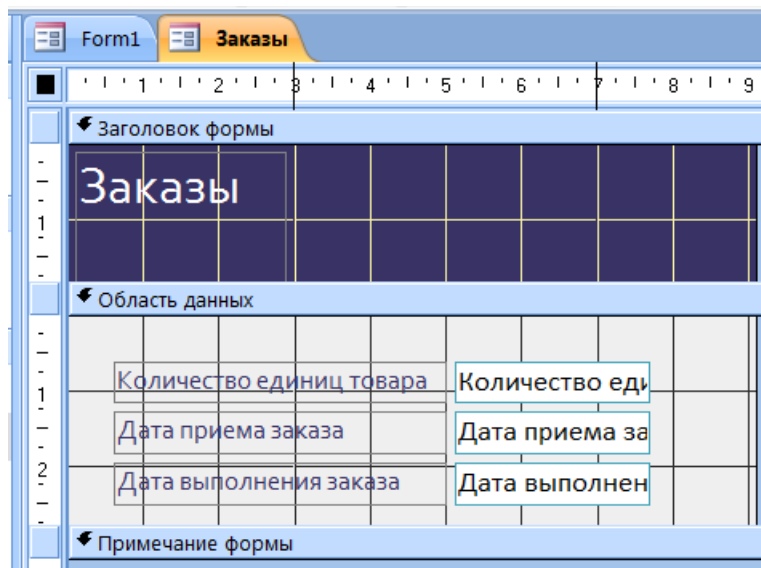 Form1 Заказы
1 2 3 4 5 6 7 8 9
Заголовок формы
Заказы
1
Область данных
Количество единиц товара Количество еди
1
Дата приема заказа Дата приема за
2
Дата выполнения заказа Дата выполнен
Примечание формы